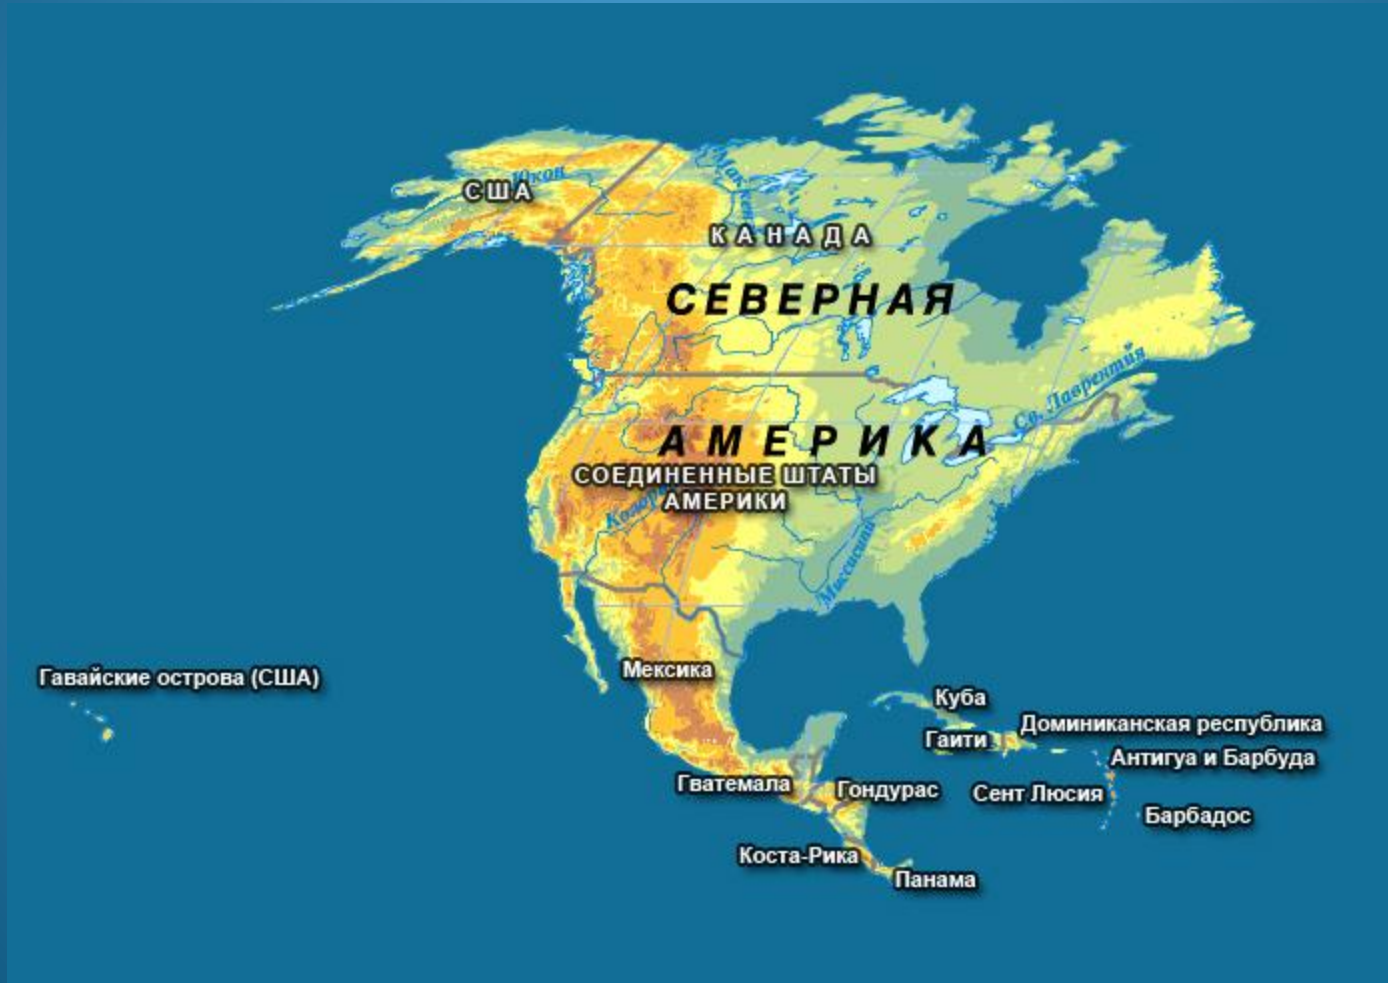 Юкон
США
Маккензи
К А Н А Д А
СЕВЕРНАЯ
Св. Лаврентия
АМЕРИКА
СОЕДИНЕННЫЕ ШТАТЫ
АМЕРИКИ
Миссисипи
Мексика
Гавайские острова (США)
Куба
Доминиканская республика
Гаити
Антигуа и Барбуда
Гватемала
Гондурас
Сент Люсия
Барбадос
Коста-Рика
Панама